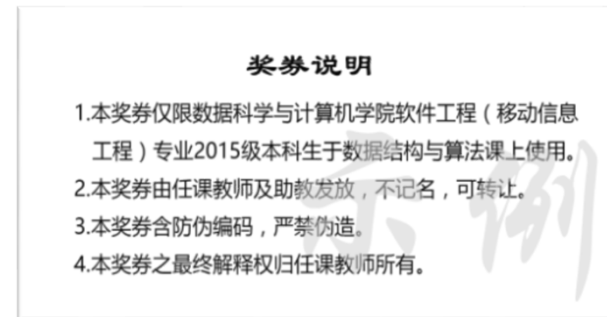 奖券说明
1.本奖券仅限数据科学与计算机学院软件工程（移动信息
工程）专业2015级本科生于数据结构与算法课上使用。
2.本奖券由任课教师及助教发放，不记名，可转让。
3.本奖券含防伪编码，严禁伪造。
4.本奖券之最终解释权归任课教师所有。
示例